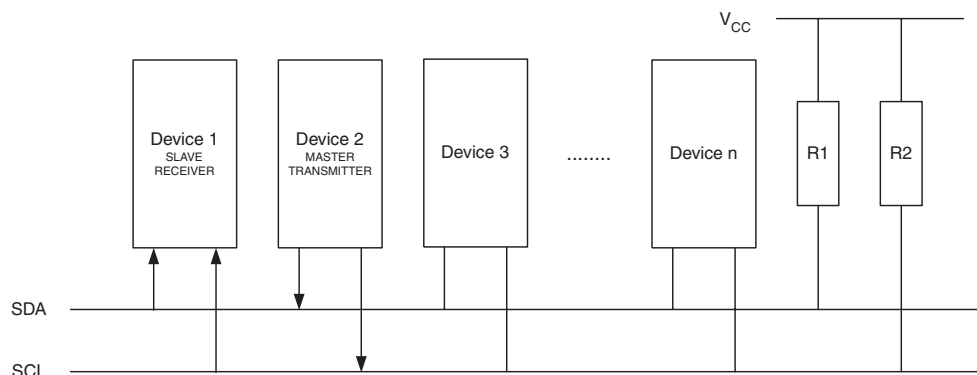 VCC
Device 1
SLAVE
RECEIVER
Device 2
MASTER
TRANSMITTER
Device 3
........
Device n
R1
R2
SDA
SCL